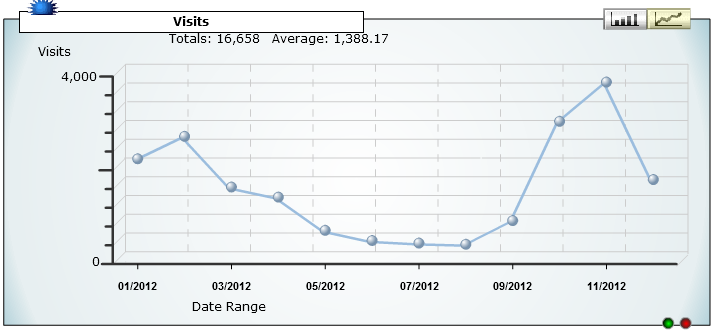 Visits
Totals: 16,658 Average: 1,388.17
Visits
4,000
0
01/2012 03/2012 05/2012 07/2012 09/2012 11/2012
Date Range